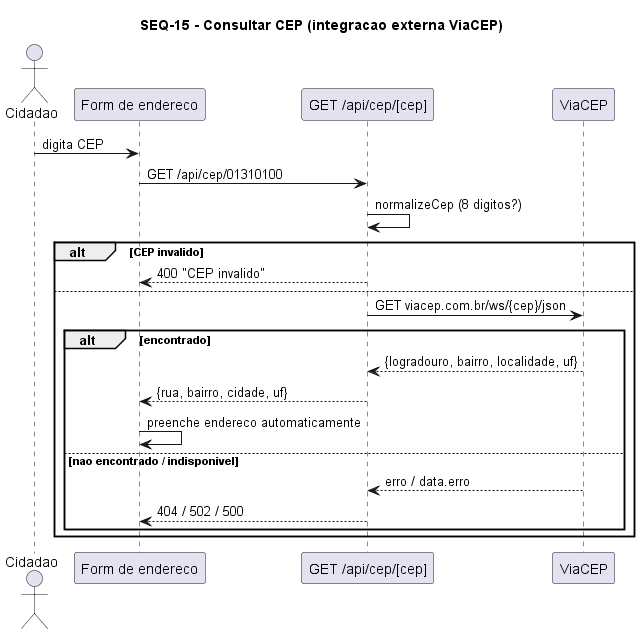 SEQ-15 - Consultar CEP (integracao externa ViaCEP)
Cidadao
Form de endereco
GET /api/cep/[cep]
ViaCEP
digita CEP
GET /api/cep/01310100
normalizeCep (8 digitos?)
alt [CEP invalido]
400 "CEP invalido"
GET viacep.com.br/ws/{cep}/json
alt [encontrado]
{logradouro, bairro, localidade, uf}
{rua, bairro, cidade, uf}
preenche endereco automaticamente
[nao encontrado / indisponivel]
erro / data.erro
404 / 502 / 500
Cidadao
Form de endereco
GET /api/cep/[cep]
ViaCEP